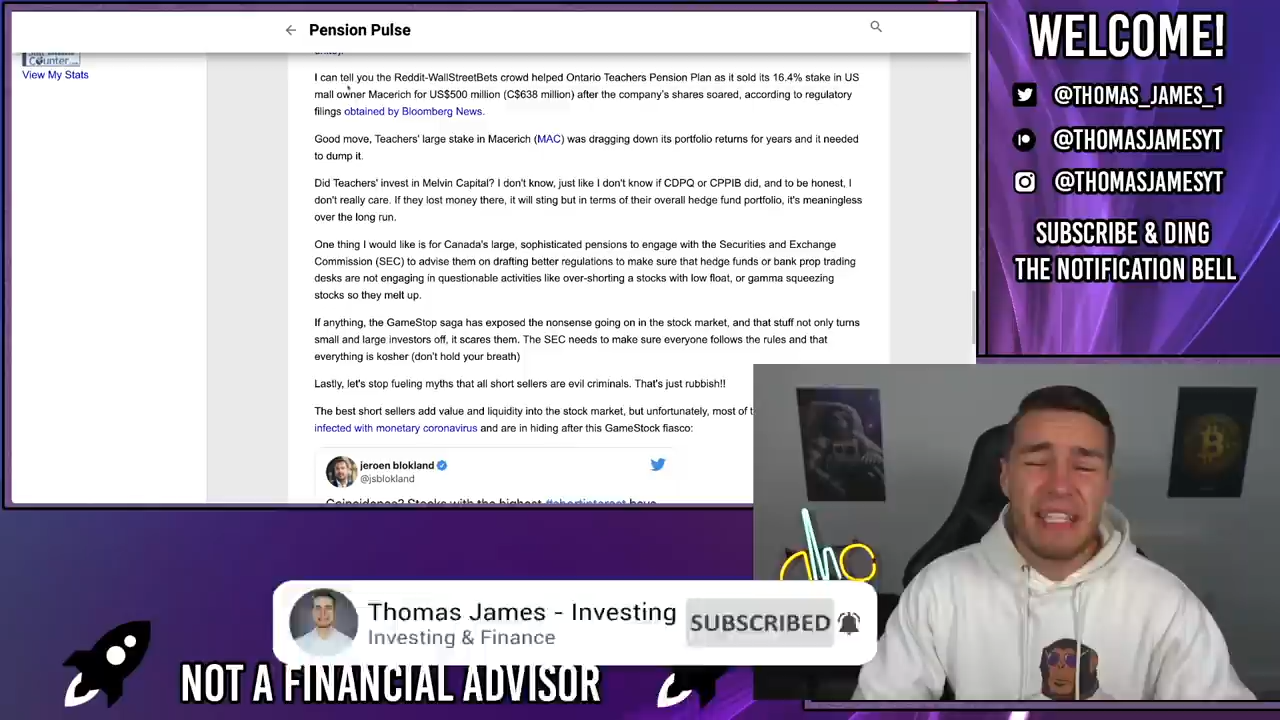 Pension Pulse
Counter
View My Stats
I can tell you the Reddit-WallStreetBets crowd helped Ontario Teachers Pension Plan as it sold its 16.4% stake in US
mall owner Macerich for US$500 million (C$638 million) after the company's shares soared, according to regulatory
filings obtained by Bloomberg News.
Good move, Teachers' large stake in Macerich (MAC) was dragging down its portfolio returns for years and it needed
to dump it.
Did Teachers' invest in Melvin Capital? I don't know, just like I don't know if CDPQ or CPPIB did, and to be honest, I
don't really care. If they lost money there, it will sting but in terms of their overall hedge fund portfolio, it's meaningless
over the long run.
One thing I would like is for Canada's large, sophisticated pensions to engage with the Securities and Exchange
Commission (SEC) to advise them on drafting better regulations to make sure that hedge funds or bank prop trading
desks are not engaging in questionable activities like over-shorting a stocks with low float, or gamma squeezing
stocks so they melt up.
If anything, the GameStop saga has exposed the nonsense going on in the stock market, and that stuff not only turns
small and large investors off, it scares them. The SEC needs to make sure everyone follows the rules and that
everything is kosher (don't hold your breath)
Lastly, let's stop fueling myths that all short sellers are evil criminals. That's just rubbish!!
The best short sellers add value and liquidity into the stock market, but unfortunately, most of
infected with monetary coronavirus and are in hiding after this GameStock fiasco:
jeroen blokland
@jsblokland
Coincidence? Stocks with the highest #shortinterest have
WELCOME!
@THOMAS_JAMES_1
@THOMASJAMESYT
@THOMASJAMESYT
SUBSCRIBE & DING
THE NOTIFICATION BELL
Thomas James - Investing
Investing & Finance
SUBSCRIBED
NOT A FINANCIAL ADVISOR